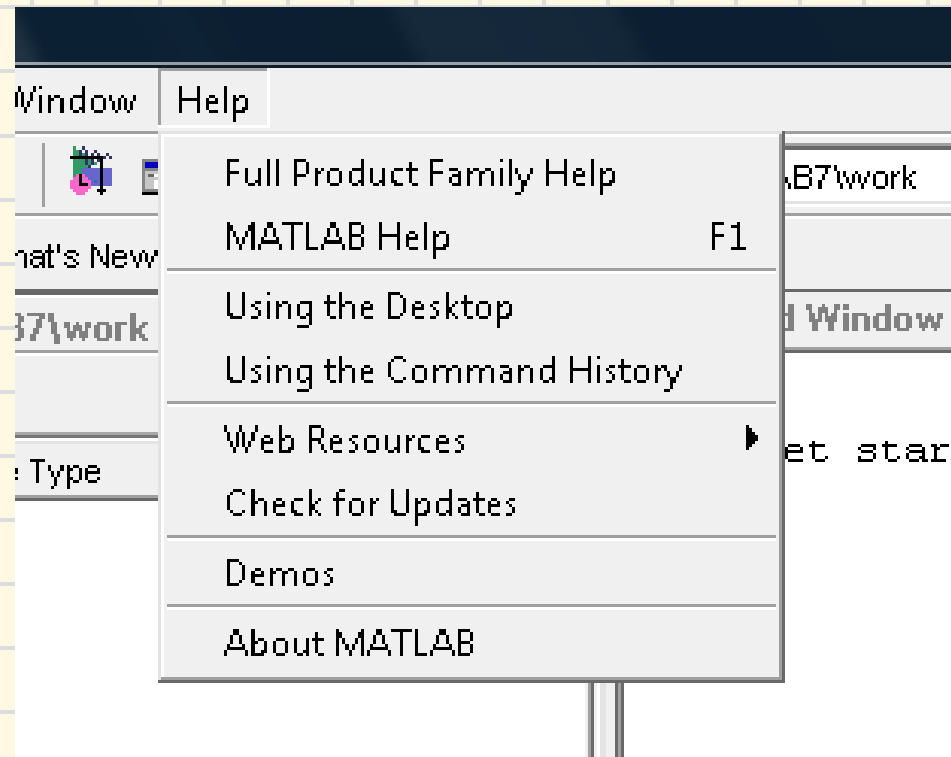 Window Help
Full Product Family Help
\B7\work
MATLAB Help F1
hat's New
Using the Desktop
B7\work
d Window
Using the Command History
Web Resources
et star
Type
Check for Updates
Demos
About MATLAB